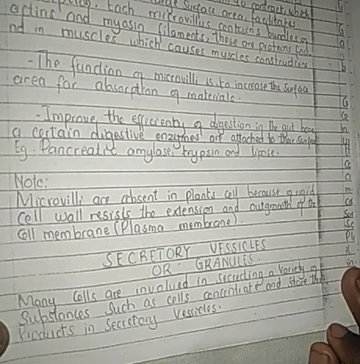 contract, which
large surface area, facilitates
Each microvillus contains bundles of
actins and myosin filaments. These are proteins
nd in muscles which causes muscles
- The function of microvilli is to increase the surface
area for absorption of materials.
- Improve the efficiency of digestion in the gut
a certain digestive enzymes are attached to their surface
Eg. Pancreatic amylase, trypsin and
Note:
Microvilli are absent in plants cell because a rigid
cell wall resists the extension and outgrowth of the
cell membrane (Plasma membrane).
SECRETORY VESSICLES
OR GRANULES.
Many cells are involved in secreting a variety of
Substances such as cells concentrate and store
Products in Secretory Vessicles.